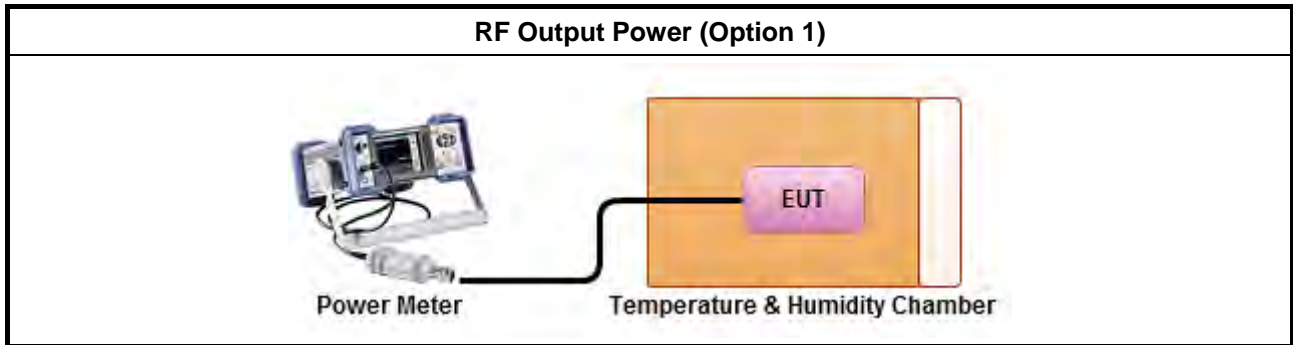 RF Output Power (Option 1)
EUT
Power Meter
Temperature & Humidity Chamber